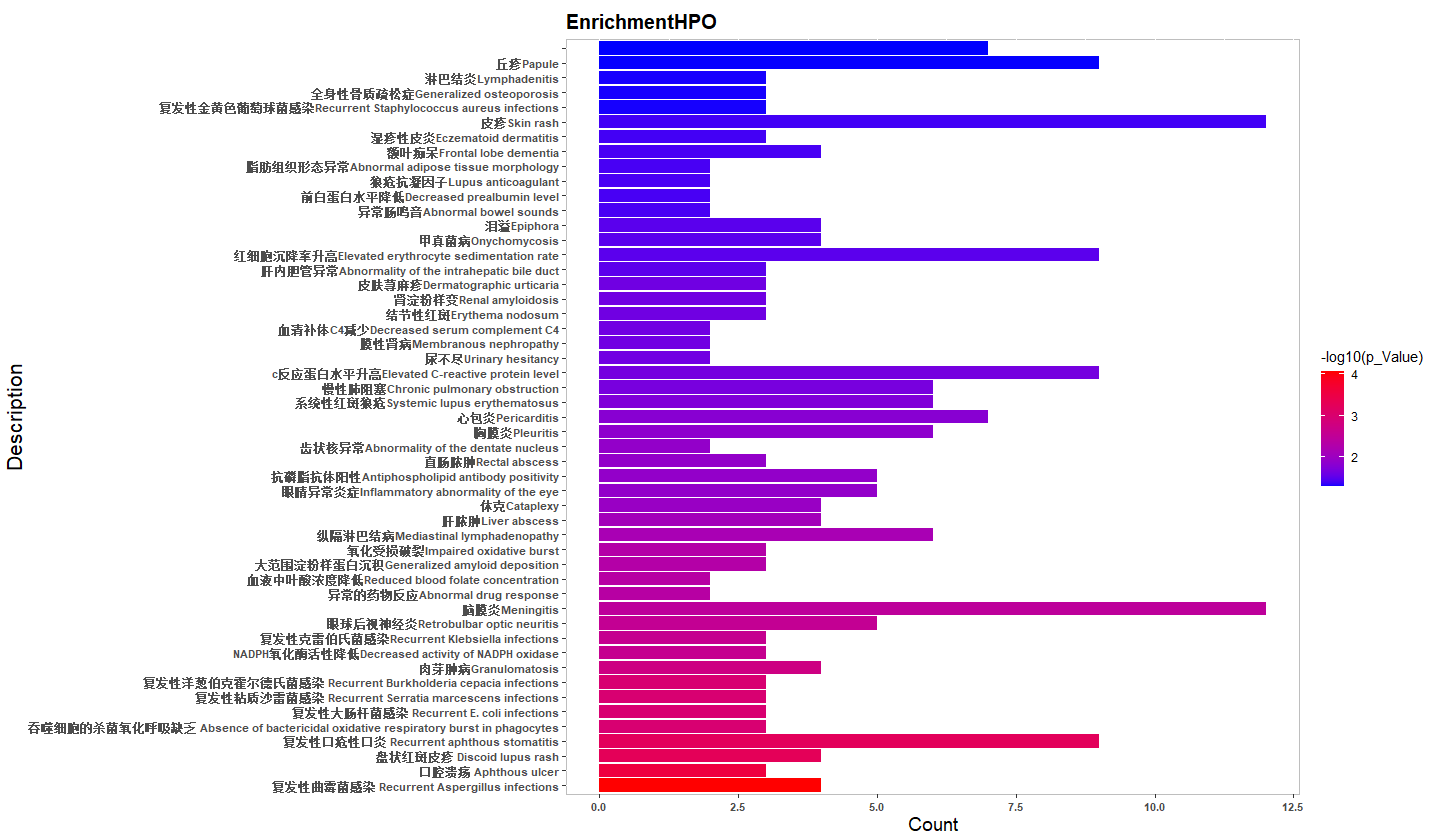 EnrichmentHPO
丘疹Papule
淋巴结炎Lymphadenitis
全身性骨质疏松症Generalized osteoporosis
复发性金黄色葡萄球菌感染Recurrent Staphylococcus aureus infections
皮疹Skin rash
湿疹性皮炎Eczematoid dermatitis
额叶痴呆Frontal lobe dementia
脂肪组织形态异常Abnormal adipose tissue morphology
狼疮抗凝因子Lupus anticoagulant
前白蛋白水平降低Decreased prealbumin level
异常肠鸣音Abnormal bowel sounds
泪溢Epiphora
甲真菌病Onychomycosis
红细胞沉降率升高Elevated erythrocyte sedimentation rate
肝内胆管异常Abnormality of the intrahepatic bile duct
皮肤荨麻疹Dermatographic urticaria
肾淀粉样变Renal amyloidosis
结节性红斑Erythema nodosum
血清补体C4减少Decreased serum complement C4
膜性肾病Membranous nephropathy
尿不尽Urinary hesitancy
c反应蛋白水平升高Elevated C-reactive protein level
慢性肺阻塞Chronic pulmonary obstruction
系统性红斑狼疮Systemic lupus erythematosus
心包炎Pericarditis
胸膜炎Pleuritis
齿状核异常Abnormality of the dentate nucleus
直肠脓肿Rectal abscess
抗磷脂抗体阳性Antiphospholipid antibody positivity
眼睛异常炎症Inflammatory abnormality of the eye
休克Cataplexy
肝脓肿Liver abscess
纵隔淋巴结病Mediastinal lymphadenopathy
氧化受损破裂Impaired oxidative burst
大范围淀粉样蛋白沉积Generalized amyloid deposition
血液中叶酸浓度降低Reduced blood folate concentration
异常的药物反应Abnormal drug response
脑膜炎Meningitis
眼球后视神经炎Retrobulbar optic neuritis
复发性克雷伯氏菌感染Recurrent Klebsiella infections
NADPH氧化酶活性降低Decreased activity of NADPH oxidase
肉芽肿病Granulomatosis
复发性洋葱伯克霍尔德氏菌感染 Recurrent Burkholderia cepacia infections
复发性粘质沙雷菌感染 Recurrent Serratia marcescens infections
复发性大肠杆菌感染 Recurrent E. coli infections
吞噬细胞的杀菌氧化呼吸缺乏 Absence of bactericidal oxidative respiratory burst in phagocytes
复发性口疮性口炎 Recurrent aphthous stomatitis
盘状红斑皮疹 Discoid lupus rash
口腔溃疡 Aphthous ulcer
复发性曲霉菌感染 Recurrent Aspergillus infections
0.0 2.5 5.0 7.5 10.0 12.5
Count
Description
-log10(p_Value)
4
3
2